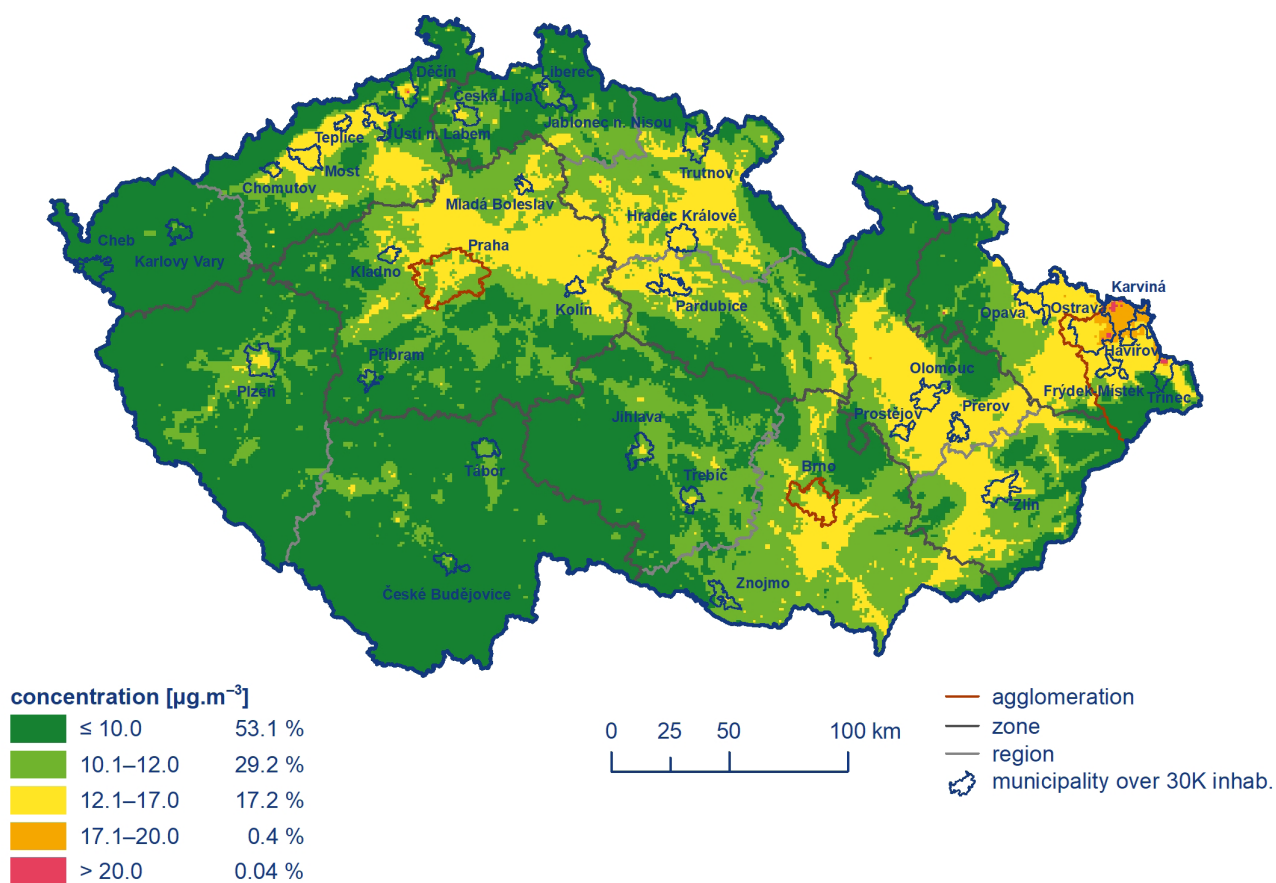 Děčín
Liberec
Česká Lípa
Jablonec n. Nisou
Teplice
Ústí n. Labem
Most
Chomutov
Trutnov
Mladá Boleslav
Hradec Králové
Cheb
Karlovy Vary
Praha
Kladno
Kolín
Pardubice
Karviná
Opava
Ostrava
Havířov
Příbram
Plzeň
Olomouc
Frýdek Místek
Třinec
Prostějov
Přerov
Jihlava
Tábor
Třebíč
Brno
Zlín
České Budějovice
Znojmo
concentration [µg.m⁻³]
≤ 10.0 53.1 %
10.1–12.0 29.2 %
12.1–17.0 17.2 %
17.1–20.0 0.4 %
> 20.0 0.04 %
0 25 50 100 km
agglomeration
zone
region
municipality over 30K inhab.